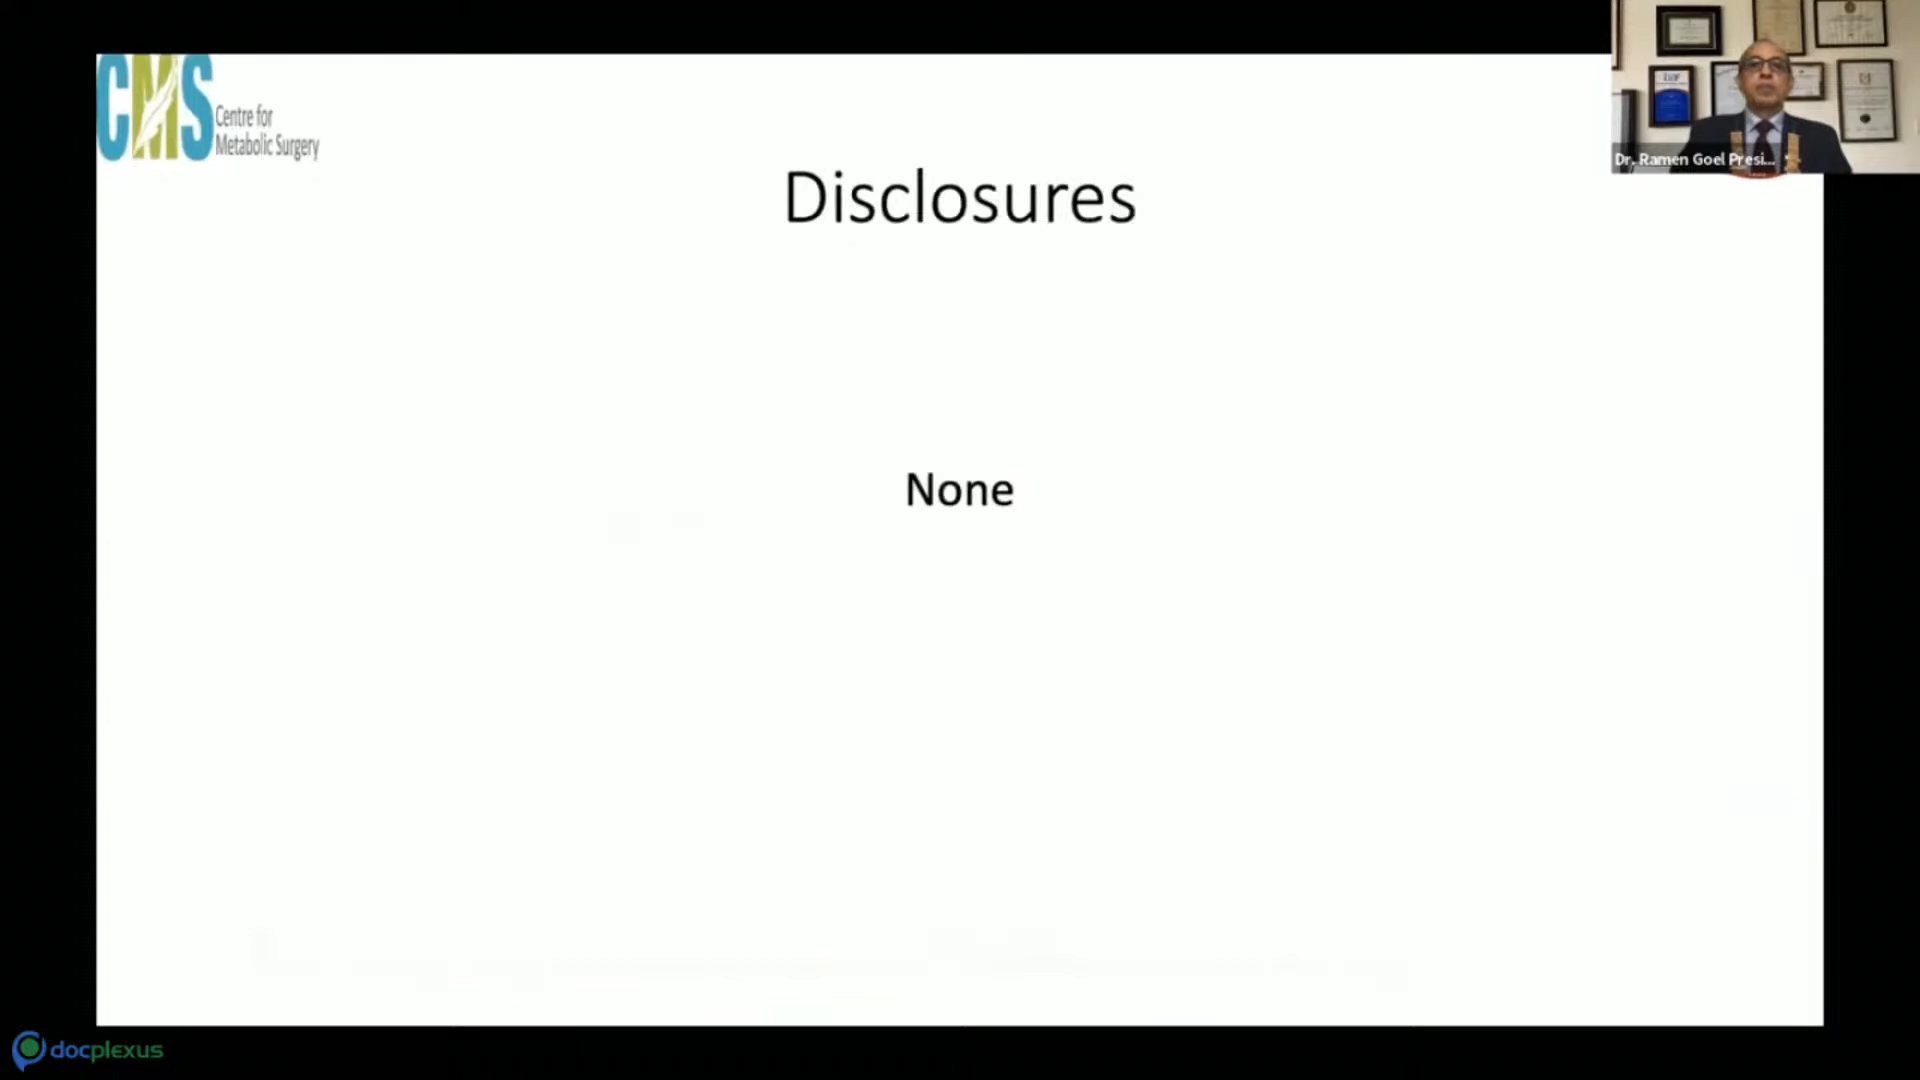 CMS
Centre for
Metabolic Surgery
Dr. Ramen Goel Presi...
Disclosures
None
docplexus